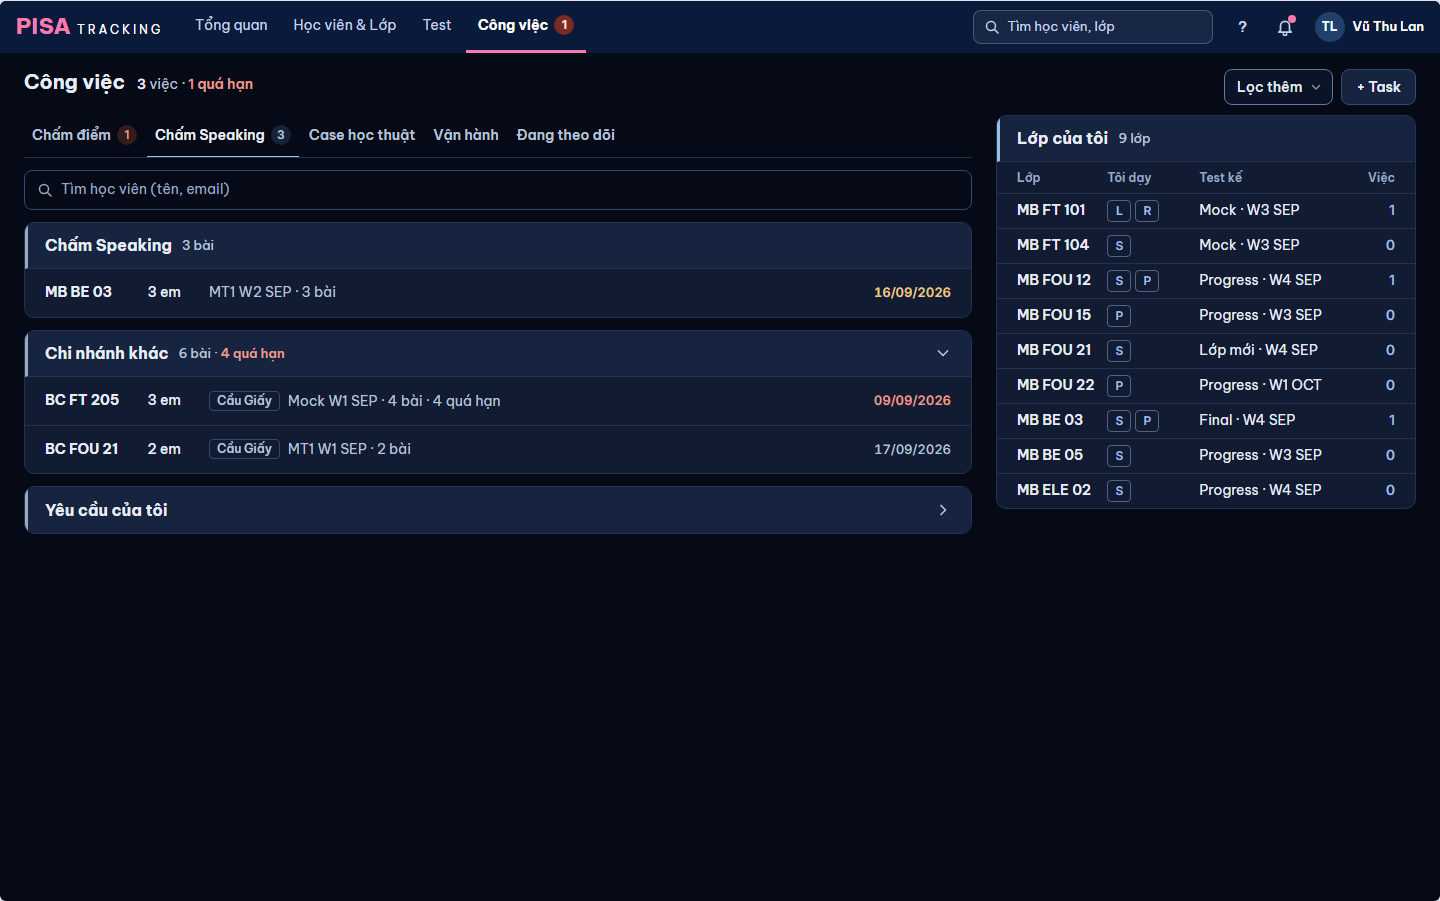 PISA TRACKING Tổng quan Học viên & Lớp Test Công việc 1 Tìm học viên, lớp ? TL Vũ Thu Lan
Công việc 3 việc · 1 quá hạn Lọc thêm + Task
Chấm điểm 1 Chấm Speaking 3 Case học thuật Vận hành Đang theo dõi
Tìm học viên (tên, email)
Chấm Speaking 3 bài
MB BE 03 3 em MT1 W2 SEP · 3 bài 16/09/2026
Chi nhánh khác 6 bài · 4 quá hạn
BC FT 205 3 em Cầu Giấy Mock W1 SEP · 4 bài · 4 quá hạn 09/09/2026
BC FOU 21 2 em Cầu Giấy MT1 W1 SEP · 2 bài 17/09/2026
Yêu cầu của tôi
Lớp của tôi 9 lớp
Lớp Tôi dạy Test kế Việc
MB FT 101 L R Mock · W3 SEP 1
MB FT 104 S Mock · W3 SEP 0
MB FOU 12 S P Progress · W4 SEP 1
MB FOU 15 P Progress · W3 SEP 0
MB FOU 21 S Lớp mới · W4 SEP 0
MB FOU 22 P Progress · W1 OCT 0
MB BE 03 S P Final · W4 SEP 1
MB BE 05 S Progress · W3 SEP 0
MB ELE 02 S Progress · W4 SEP 0